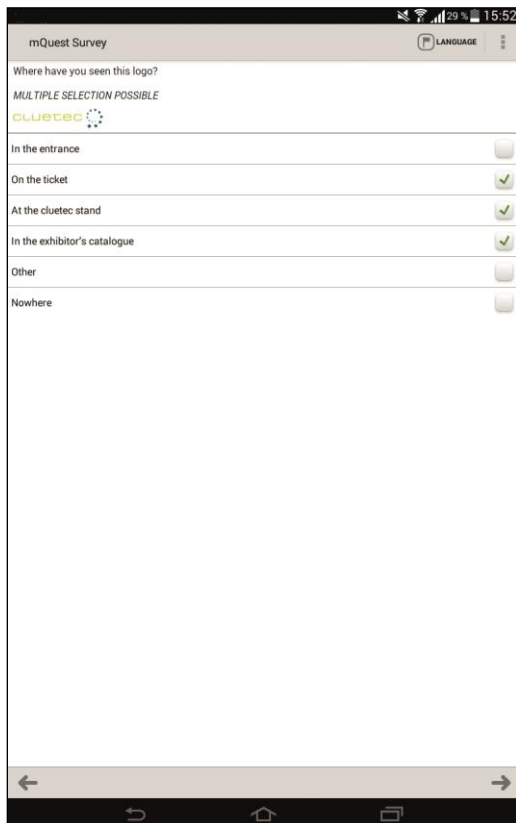 29 % 15:52
mQuest Survey LANGUAGE
Where have you seen this logo?
MULTIPLE SELECTION POSSIBLE
cluetec
In the entrance
On the ticket
At the cluetec stand
In the exhibitor's catalogue
Other
Nowhere